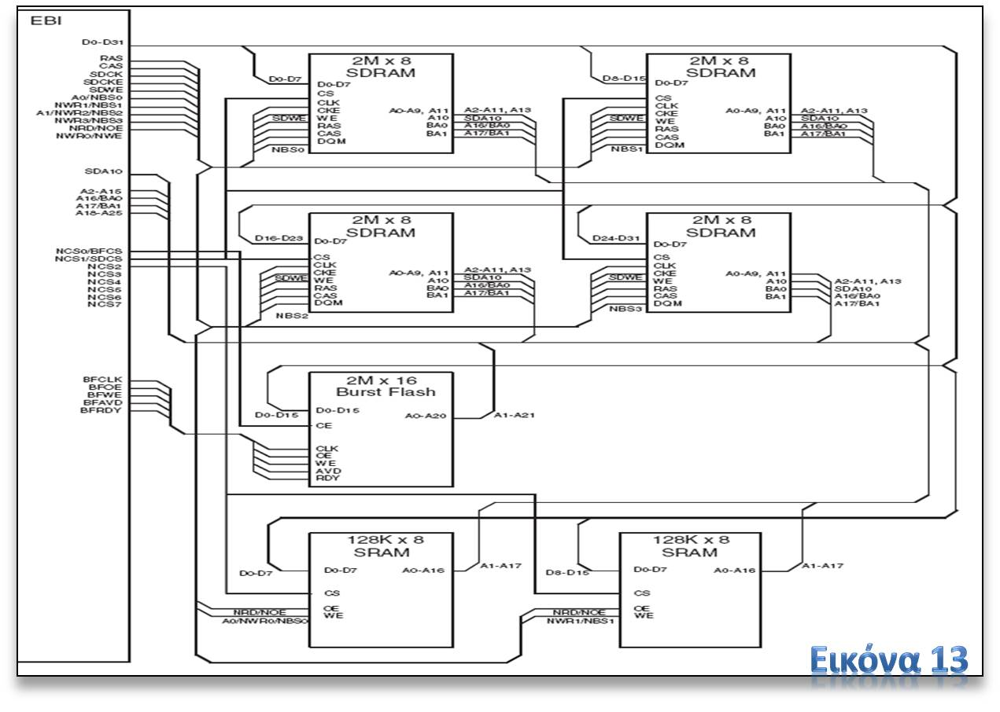 EBI
D0-D31
RAS
CAS
SDCK
SDCKE
SDWE
A0/NBS0
NWR1/NBS1
A1/NWR2/NBS2
NWR3/NBS3
NRD/NOE
NWR0/NWE
SDA10
A2-A15
A16/BA0
A17/BA1
A18-A25
NCS0/BFCS
NCS1/SDCS
NCS2
NCS3
NCS4
NCS5
NCS6
NCS7
BFCLK
BFOE
BFWE
BFAVD
BFRDY
2M x 8
SDRAM
D0-D7
D0-D7
CS
CLK
CKE
SDWE
WE
RAS
CAS
DQM
NBS0
A0-A9, A11
A10
BA0
BA1
A2-A11, A13
SDA10
A16/BA0
A17/BA1
2M x 8
SDRAM
D8-D15
D0-D7
CS
CLK
CKE
SDWE
WE
RAS
CAS
DQM
NBS1
A0-A9, A11
A10
BA0
BA1
A2-A11, A13
SDA10
A16/BA0
A17/BA1
2M x 8
SDRAM
D16-D23
D0-D7
CS
CLK
CKE
SDWE
WE
RAS
CAS
DQM
NBS2
A0-A9, A11
A10
BA0
BA1
A2-A11, A13
SDA10
A16/BA0
A17/BA1
2M x 8
SDRAM
D24-D31
D0-D7
CS
CLK
CKE
SDWE
WE
RAS
CAS
DQM
NBS3
A0-A9, A11
A10
BA0
BA1
A2-A11, A13
SDA10
A16/BA0
A17/BA1
2M x 16
Burst Flash
D0-D15
D0-D15
A0-A20
A1-A21
CE
CLK
OE
WE
AVD
RDY
128K x 8
SRAM
D0-D7
D0-D7
A0-A16
A1-A17
CS
OE
WE
NRD/NOE
A0/NWR0/NBS0
128K x 8
SRAM
D8-D15
D0-D7
A0-A16
A1-A17
CS
OE
WE
NRD/NOE
NWR1/NBS1
Εικόνα 13